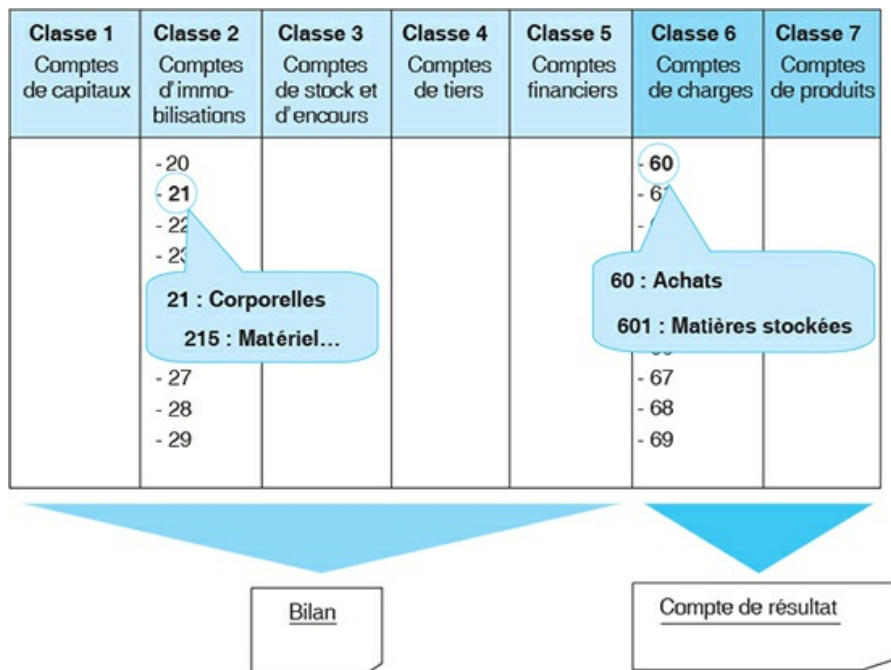 Classe 1
Comptes
de capitaux
Classe 2
Comptes
d'immo-
bilisations
Classe 3
Comptes
de stock et
d'encours
Classe 4
Comptes
de tiers
Classe 5
Comptes
financiers
Classe 6
Comptes
de charges
Classe 7
Comptes
de produits
- 20
- 21
- 22
- 23
21 : Corporelles
215 : Matériel...
- 27
- 28
- 29
- 60
60 : Achats
601 : Matières stockées
- 67
- 68
- 69
Bilan
Compte de résultat